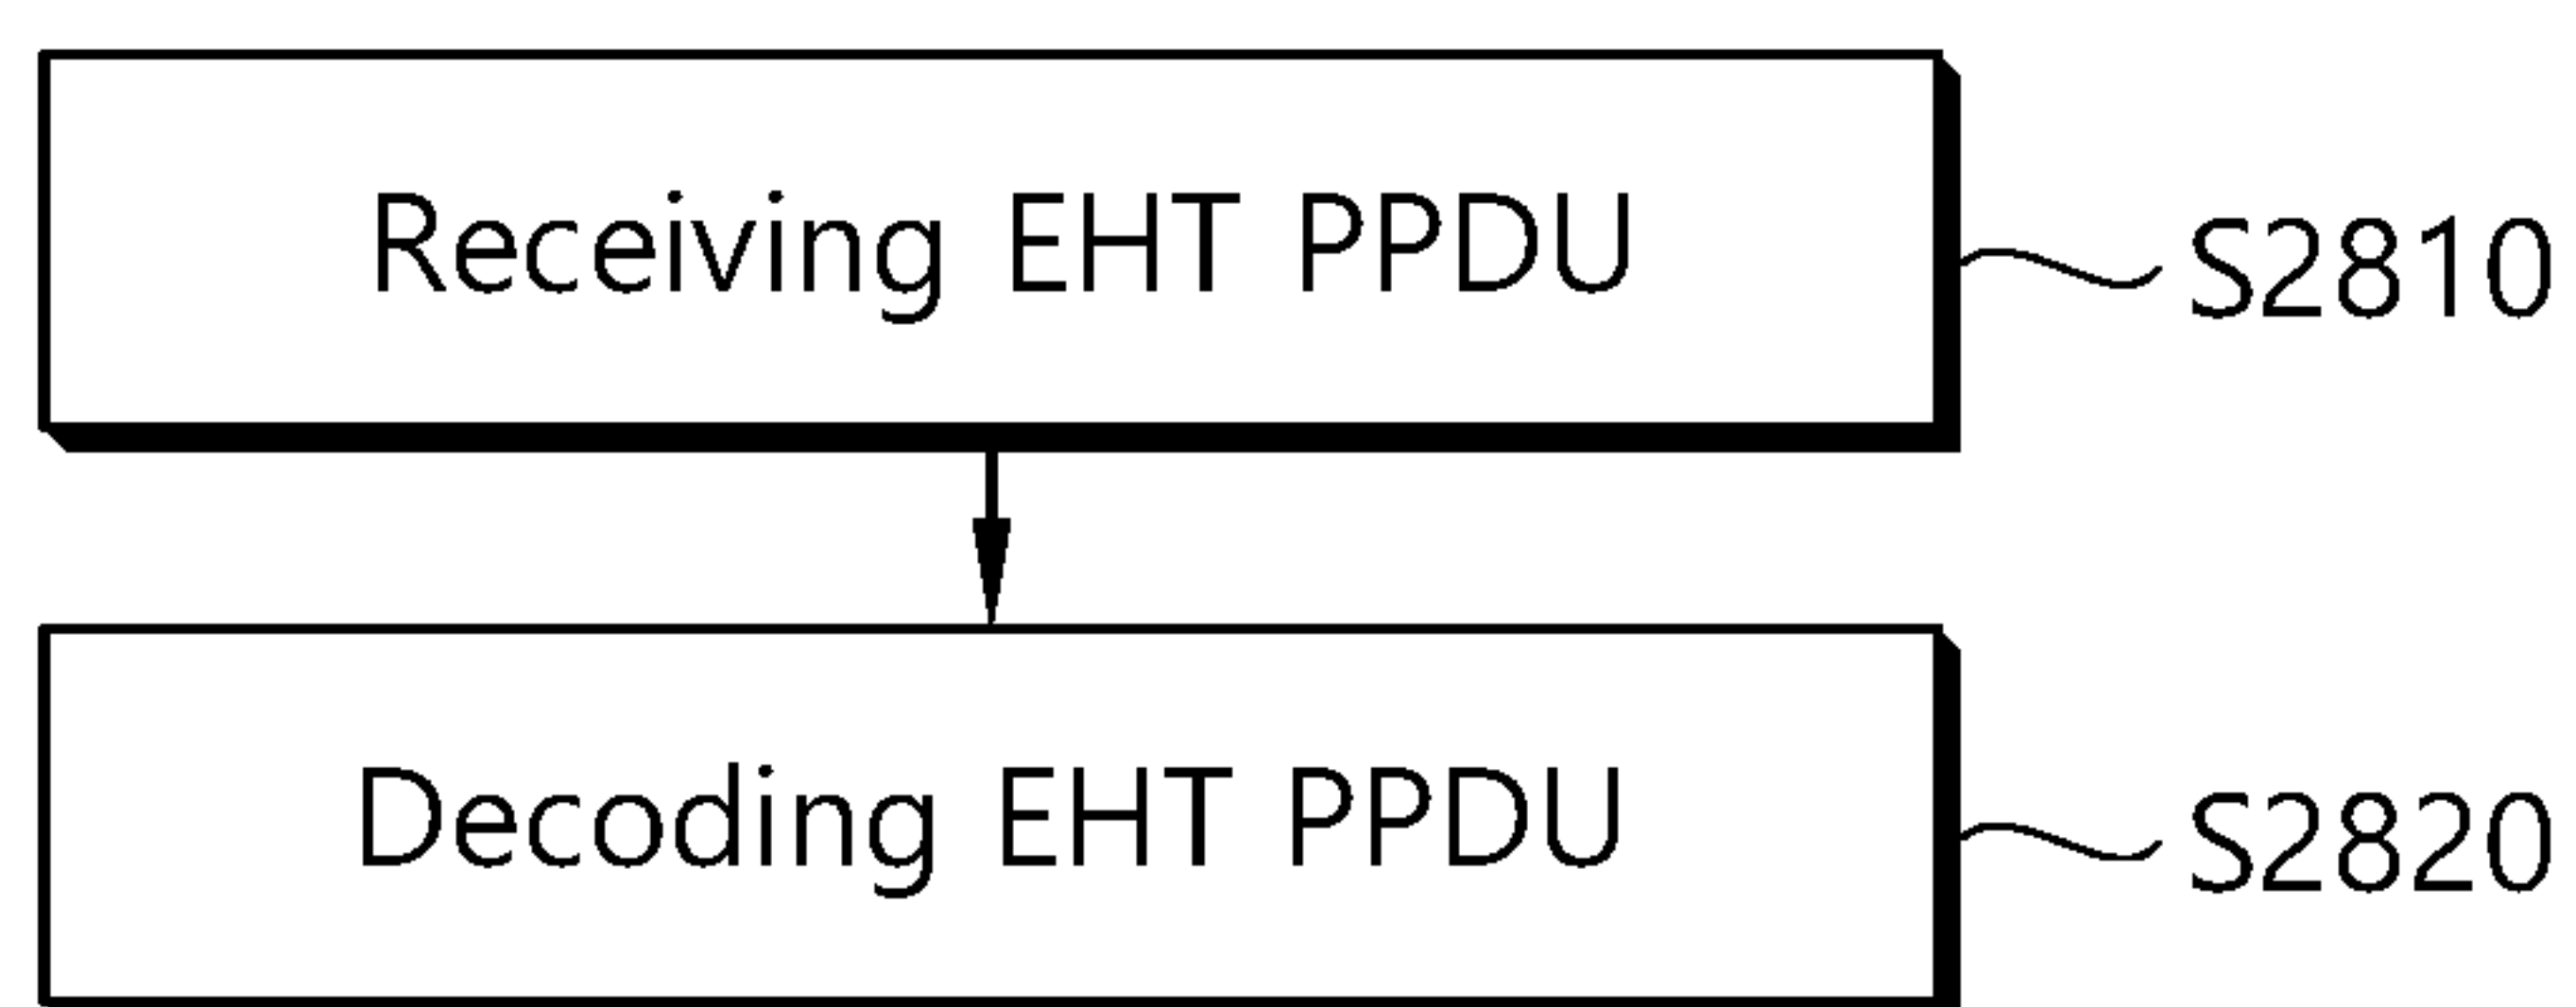 Receiving EHT PPDU
S2810
Decoding EHT PPDU
S2820